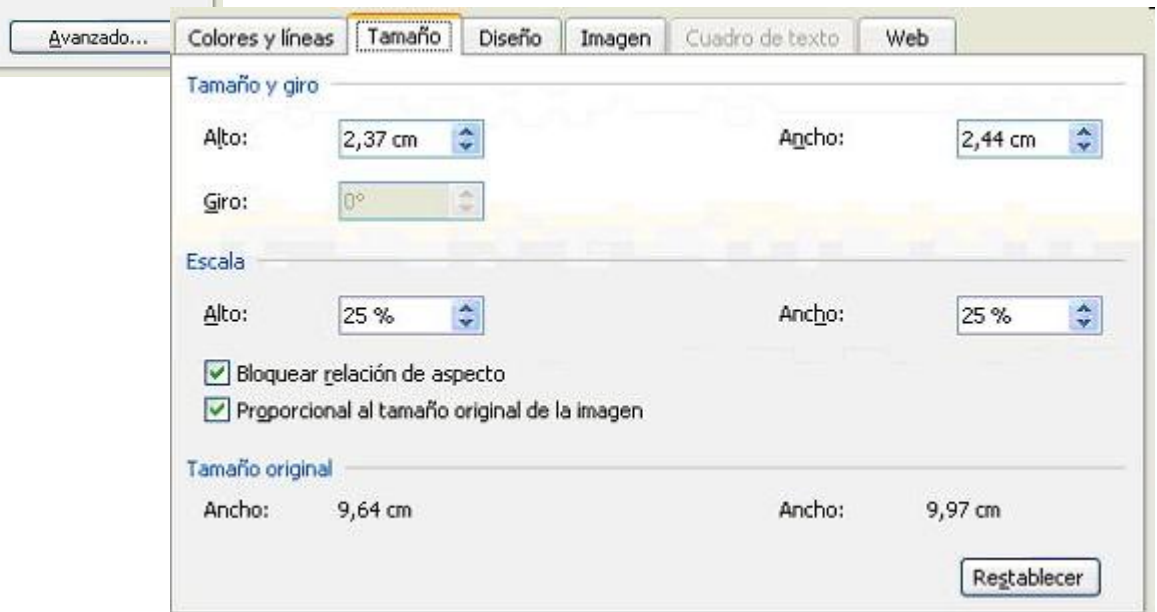 Avanzado...
Colores y líneas Tamaño Diseño Imagen Cuadro de texto Web
Tamaño y giro
Alto: 2,37 cm Ancho: 2,44 cm
Giro: 0°
Escala
Alto: 25 % Ancho: 25 %
Bloquear relación de aspecto
Proporcional al tamaño original de la imagen
Tamaño original
Ancho: 9,64 cm Ancho: 9,97 cm
Restablecer